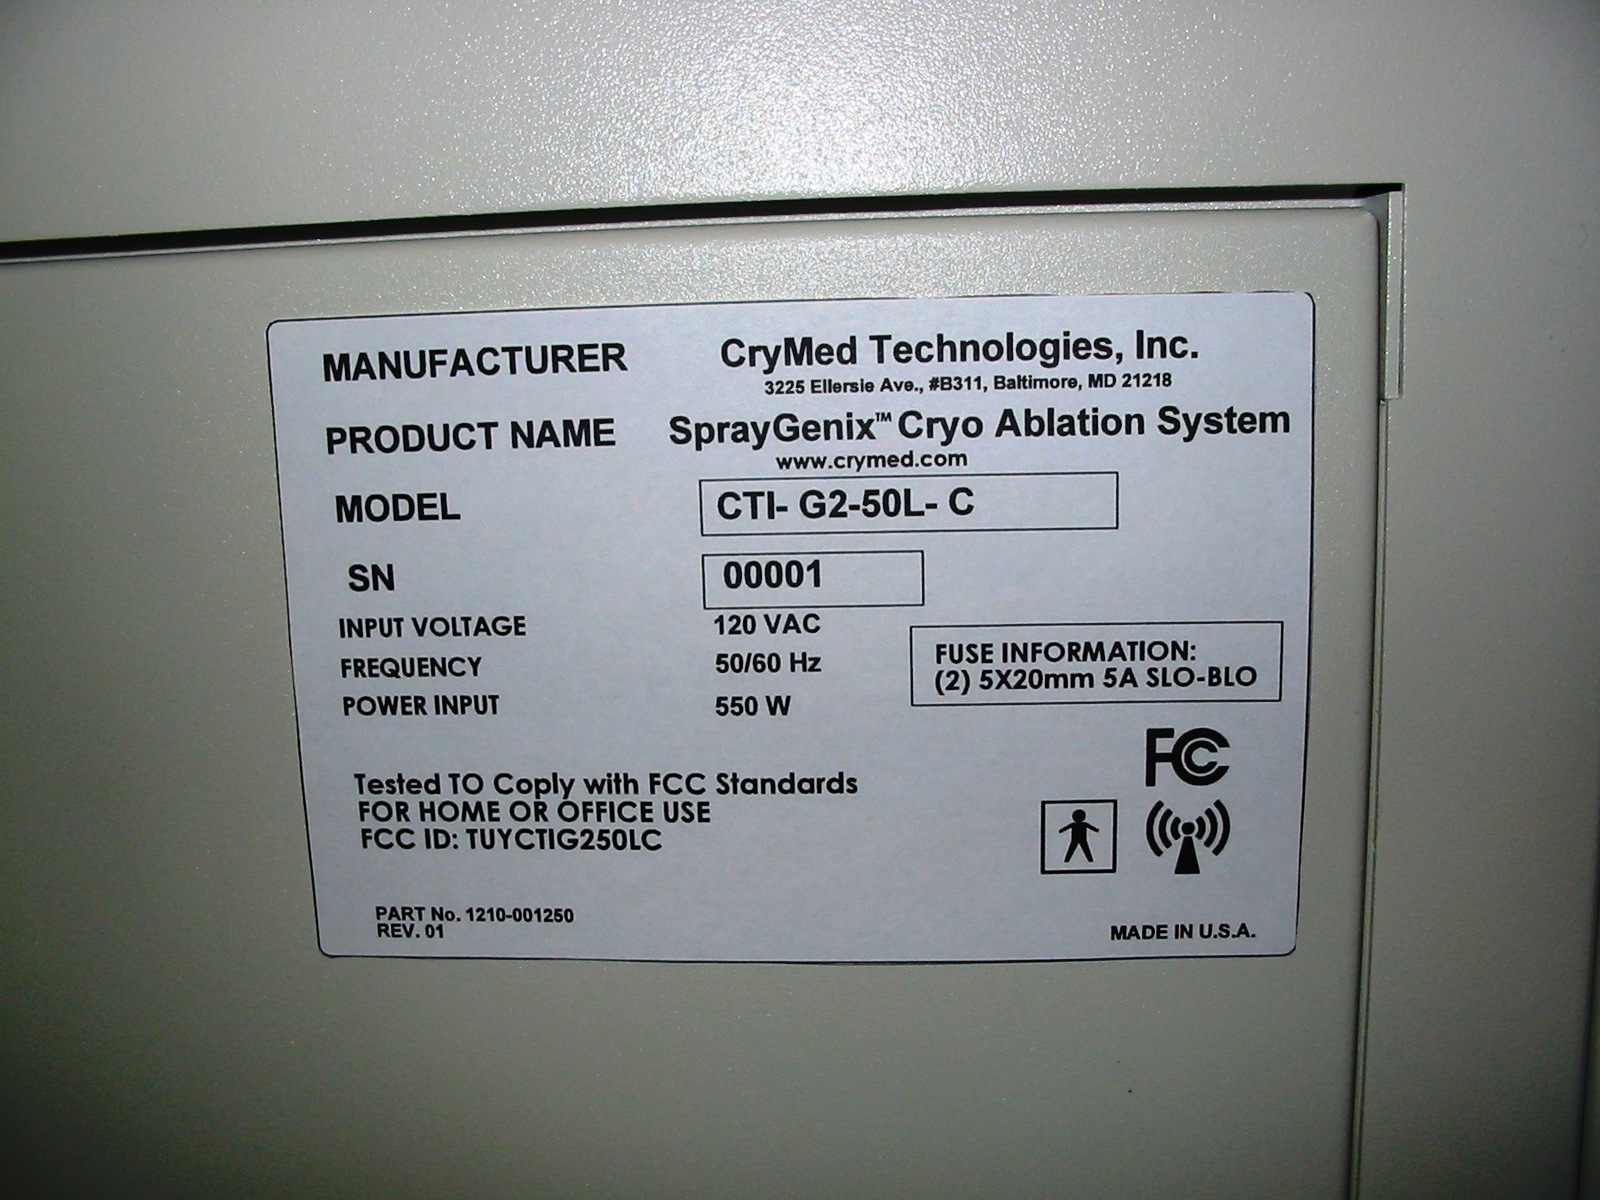 MANUFACTURER CryMed Technologies, Inc.
3225 Ellersie Ave., #B311, Baltimore, MD 21218
PRODUCT NAME SprayGenix™ Cryo Ablation System
www.crymed.com
MODEL CTI- G2-50L- C
SN 00001
INPUT VOLTAGE 120 VAC
FREQUENCY 50/60 Hz
POWER INPUT 550 W
FUSE INFORMATION:
(2) 5X20mm 5A SLO-BLO
FC
Tested TO Coply with FCC Standards
FOR HOME OR OFFICE USE
FCC ID: TUYCTIG250LC
PART No. 1210-001250
REV. 01
MADE IN U.S.A.